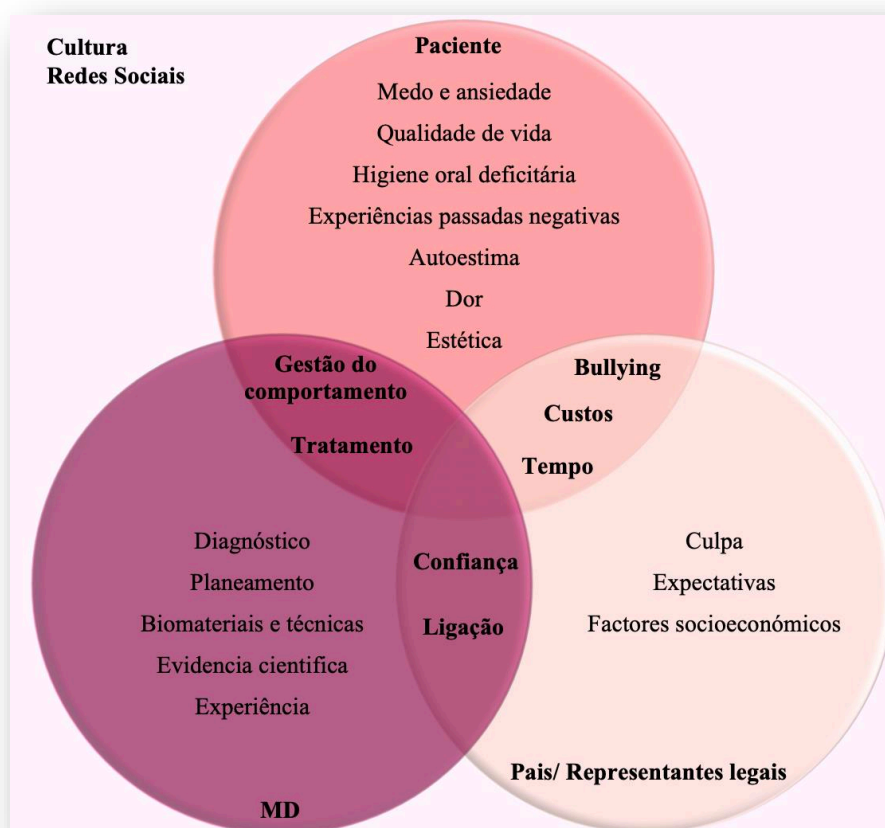 Cultura
Redes Sociais
Paciente
Medo e ansiedade
Qualidade de vida
Higiene oral deficitária
Experiências passadas negativas
Autoestima
Dor
Estética
Gestão do
comportamento
Tratamento
Bullying
Custos
Tempo
Diagnóstico
Planeamento
Biomateriais e técnicas
Evidencia cientifica
Experiência
MD
Confiança
Ligação
Culpa
Expectativas
Factores socioeconómicos
Pais/ Representantes legais